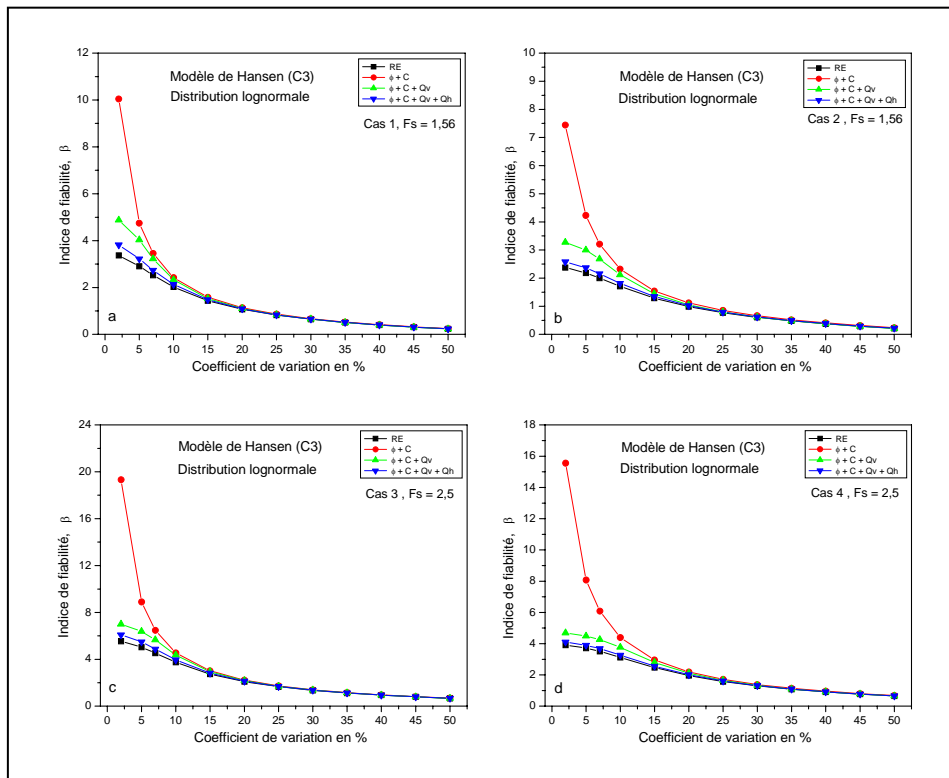 12
10
8
6
4
2
0
Indice de fiabilité, β
Modèle de Hansen (C3)
Distribution lognormale
RE
ϕ + C
ϕ + C + Qv
ϕ + C + Qv + Qh
Cas 1, Fs = 1,56
a
0 5 10 15 20 25 30 35 40 45 50
Coefficient de variation en %
10
9
8
7
6
5
4
3
2
1
0
Indice de fiabilité, β
Modèle de Hansen (C3)
Distribution lognormale
RE
ϕ + C
ϕ + C + Qv
ϕ + C + Qv + Qh
Cas 2 , Fs = 1,56
b
0 5 10 15 20 25 30 35 40 45 50
Coefficient de variation en %
24
20
16
12
8
4
0
Indice de fiabilité, β
Modèle de Hansen (C3)
Distribution lognormale
RE
ϕ + C
ϕ + C + Qv
ϕ + C + Qv + Qh
Cas 3 , Fs = 2,5
c
0 5 10 15 20 25 30 35 40 45 50
Coefficient de variation en %
18
16
14
12
10
8
6
4
2
0
Indice de fiabilité, β
Modèle de Hansen (C3)
Distribution lognormale
RE
ϕ + C
ϕ + C + Qv
ϕ + C + Qv + Qh
Cas 4 , Fs = 2,5
d
0 5 10 15 20 25 30 35 40 45 50
Coefficient de variation en %